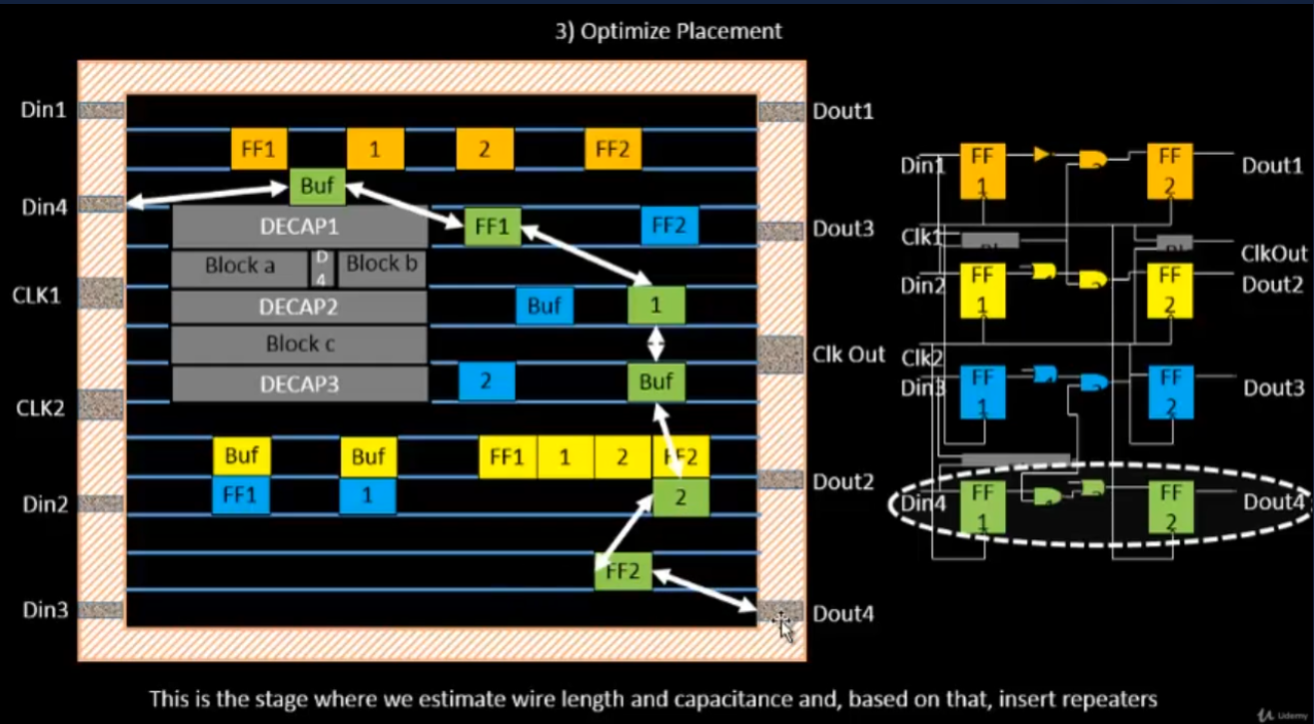 3) Optimize Placement
Din1
Dout1
FF1 1 2 FF2
Buf
Din4
DECAP1
FF1
FF2
Dout3
Block a
D
4
Block b
CLK1
DECAP2
Buf
1
Block c
Clk Out
DECAP3
2
Buf
CLK2
Buf
Buf
FF1 1 2 FF2
FF1
1
2
Din2
Dout2
FF2
Din3
Dout4
Din1
FF
1
2
FF
2
Dout1
Clk1
ClkOut
Din2
FF
1
FF
2
Dout2
Clk2
Din3
FF
1
FF
2
Dout3
Din4
FF
1
FF
2
Dout4
This is the stage where we estimate wire length and capacitance and, based on that, insert repeaters
Udemy